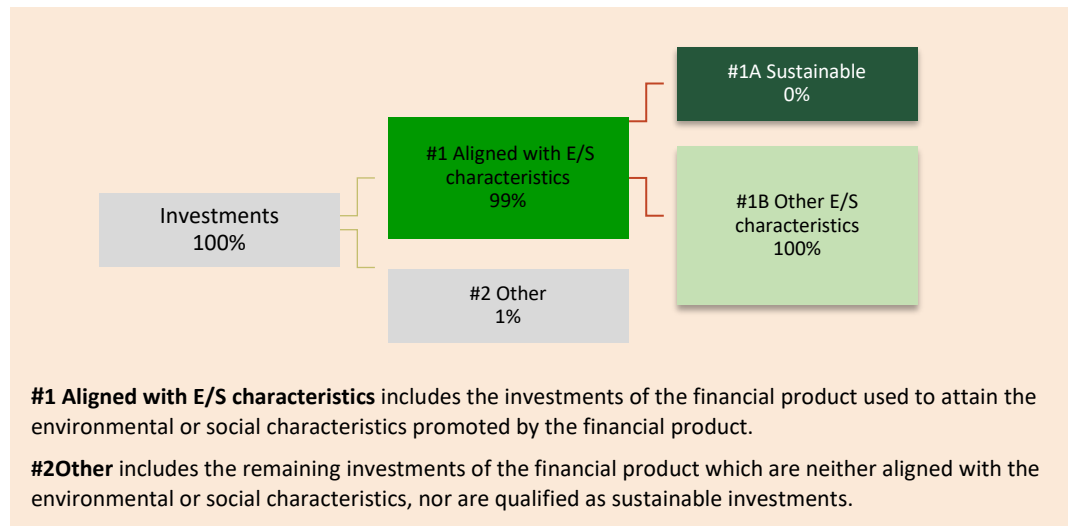 #1A Sustainable
0%
#1 Aligned with E/S
characteristics
99%
#1B Other E/S
characteristics
100%
Investments
100%
#2 Other
1%
#1 Aligned with E/S characteristics includes the investments of the financial product used to attain the
environmental or social characteristics promoted by the financial product.
#2Other includes the remaining investments of the financial product which are neither aligned with the
environmental or social characteristics, nor are qualified as sustainable investments.